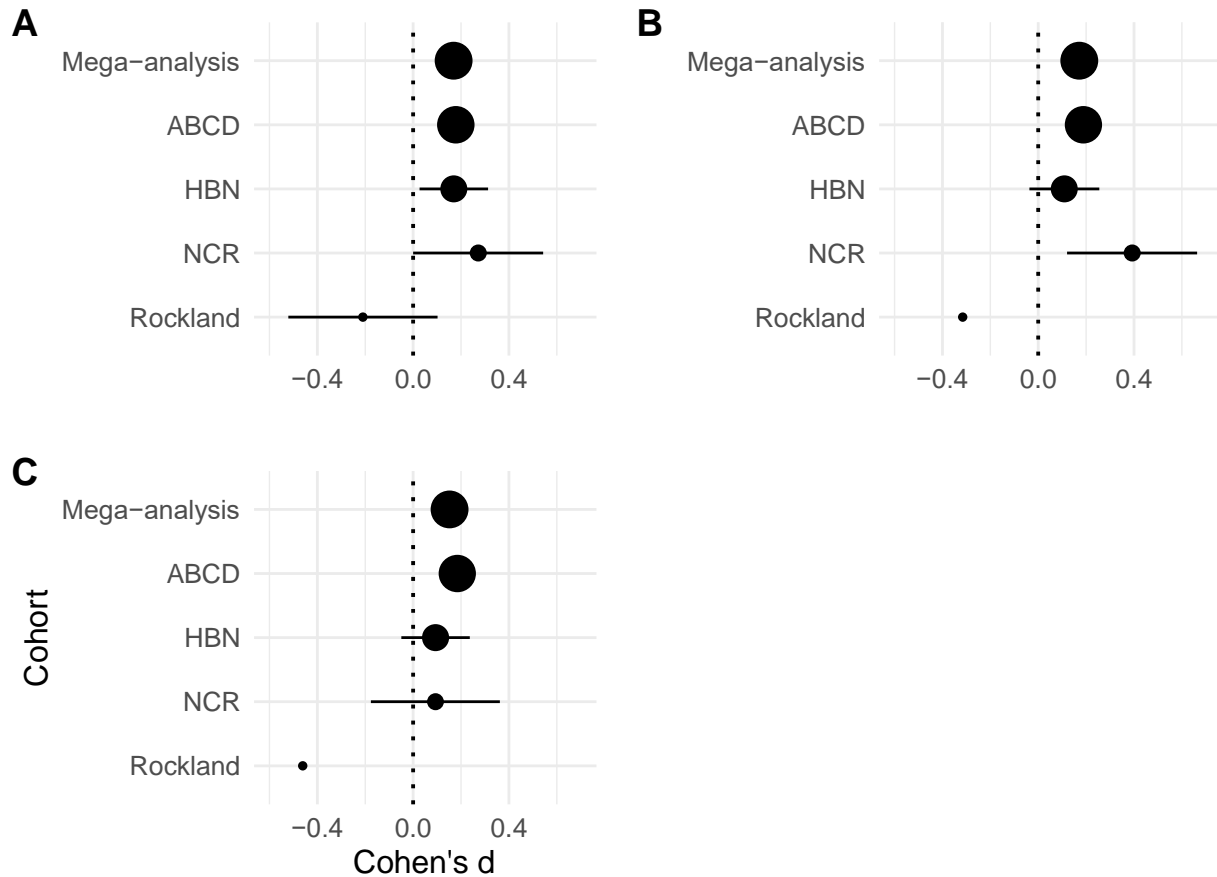 A
Mega−analysis
ABCD
HBN
NCR
Rockland
−0.4 0.0 0.4
B
Mega−analysis
ABCD
HBN
NCR
Rockland
−0.4 0.0 0.4
C
Cohort
Mega−analysis
ABCD
HBN
NCR
Rockland
−0.4 0.0 0.4
Cohen's d